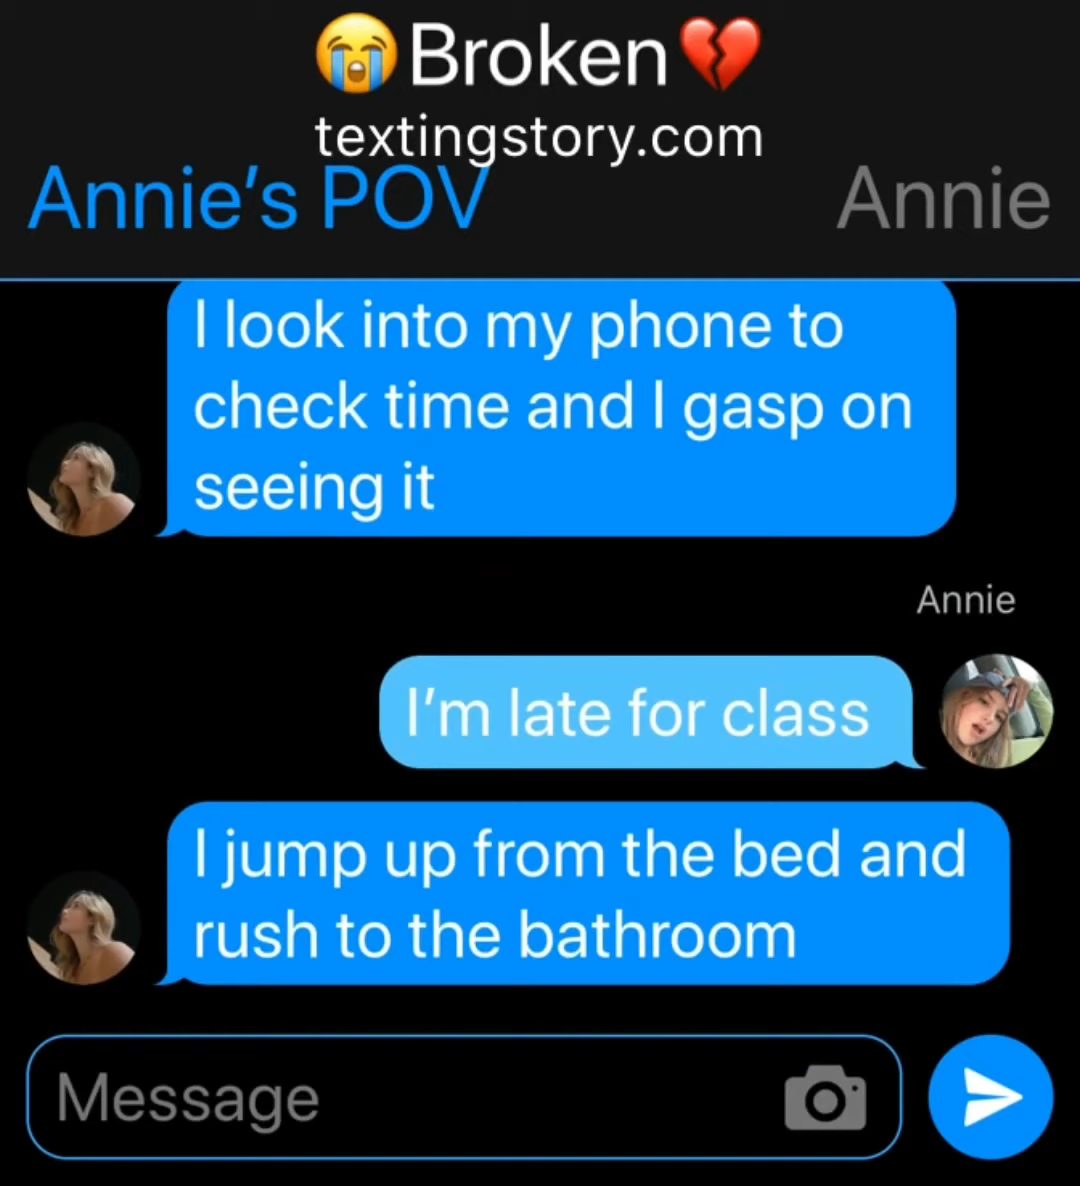 😭Broken💔
textingstory.com
Annie’s POV
Annie
I look into my phone to
check time and I gasp on
seeing it
Annie
I’m late for class
I jump up from the bed and
rush to the bathroom
Message